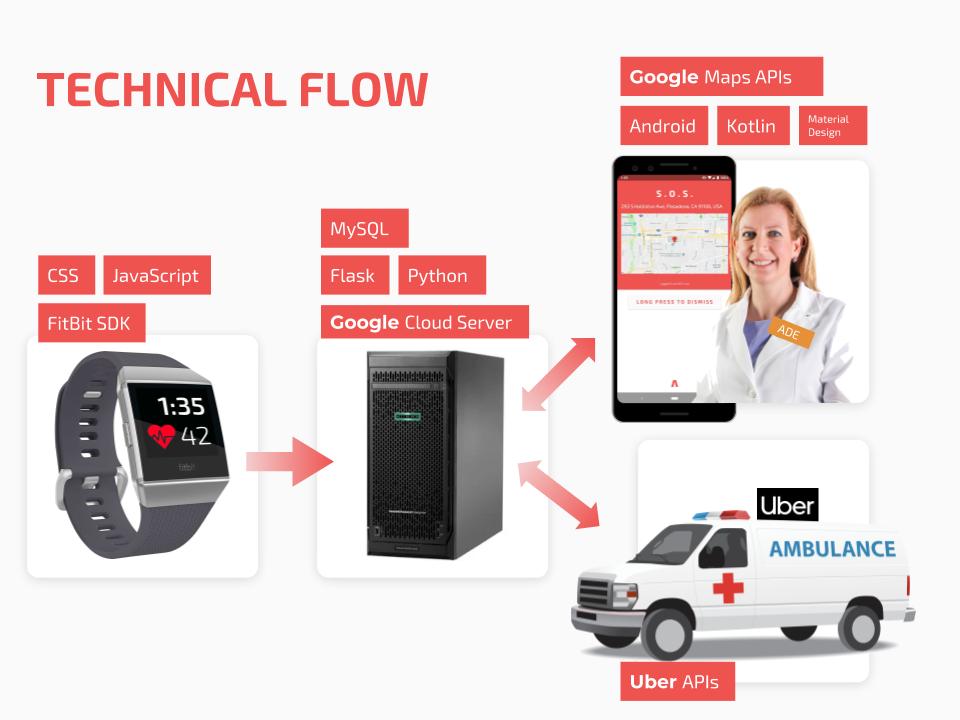 TECHNICAL FLOW
Google Maps APIs
Android
Kotlin
Material
Design
S.O.S.
LONG PRESS TO DISMISS
ADE
MySQL
Flask
Python
Google Cloud Server
CSS
JavaScript
FitBit SDK
1:35
42
fitbit
Uber
AMBULANCE
Uber APIs